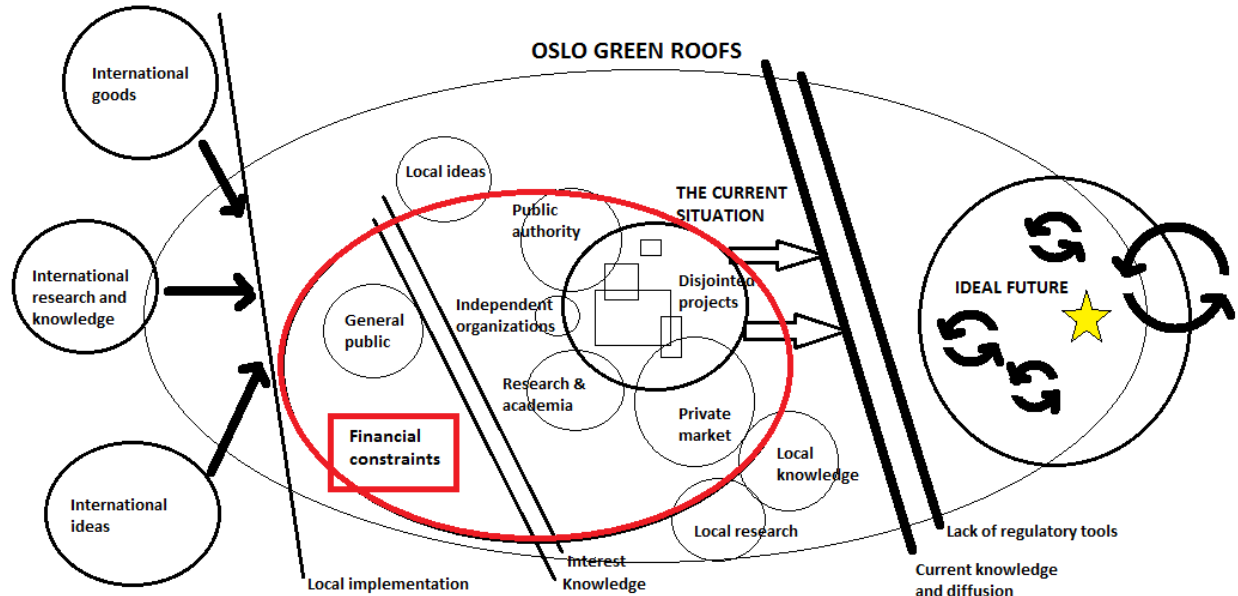 OSLO GREEN ROOFS
International
goods
International
research and
knowledge
International
ideas
Local implementation
Local ideas
General
public
Financial
constraints
Interest
Knowledge
Public
authority
Independent
organizations
Research &
academia
THE CURRENT
SITUATION
Disjointed
projects
Private
market
Local
knowledge
Local research
IDEAL FUTURE
Lack of regulatory tools
Current knowledge
and diffusion